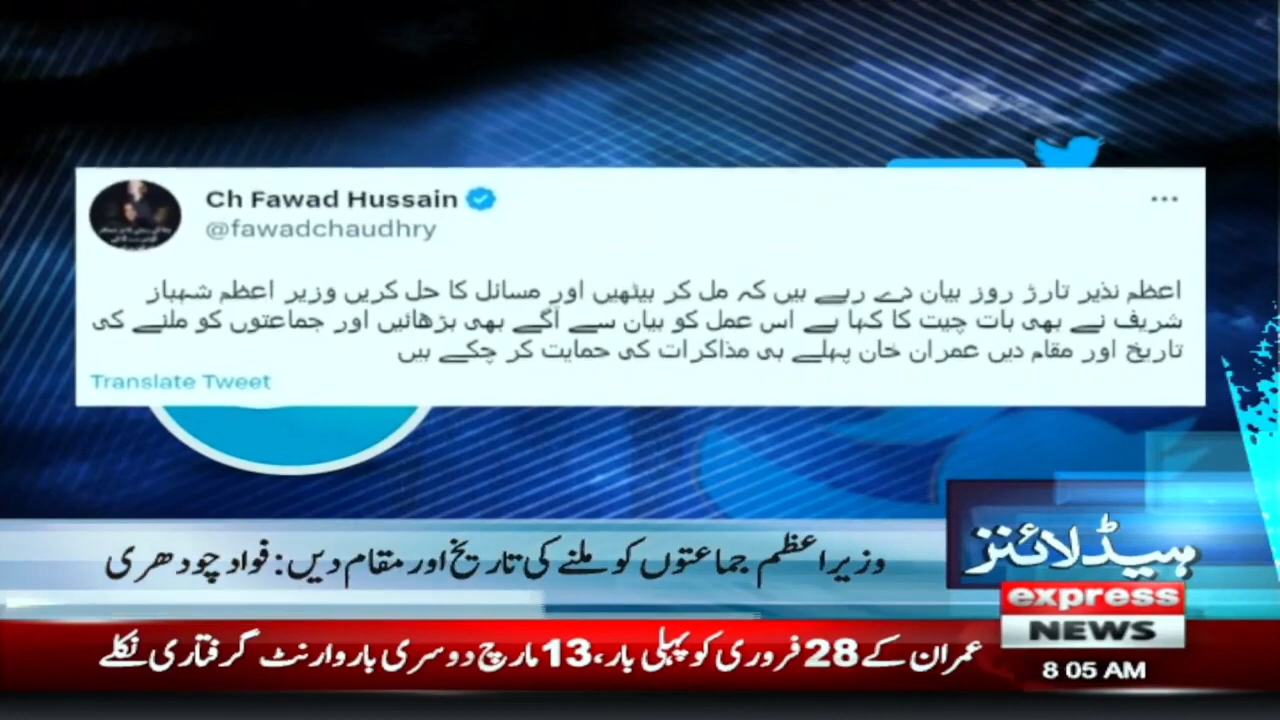 Ch Fawad Hussain
@fawadchaudhry
اعظم نذیر تارڑ روز بیان دے رہے ہیں کہ مل کر بیٹھیں اور مسائل کا حل کریں وزیر اعظم شہباز
شریف نے بھی بات چیت کا کہا ہے اس عمل کو بیان سے آگے بھی بڑھائیں اور جماعتوں کو ملنے کی
تاریخ اور مقام دیں عمران خان پہلے ہی مذاکرات کی حمایت کر چکے ہیں
Translate Tweet
ہیڈلائنز
وزیراعظم جماعتوں کو ملنے کی تاریخ اور مقام دیں: فواد چودھری
express
NEWS
عمران کے 28 فروری کو پہلی بار، 13 مارچ دوسری بار وارنٹ گرفتاری نکلے
8 05 AM